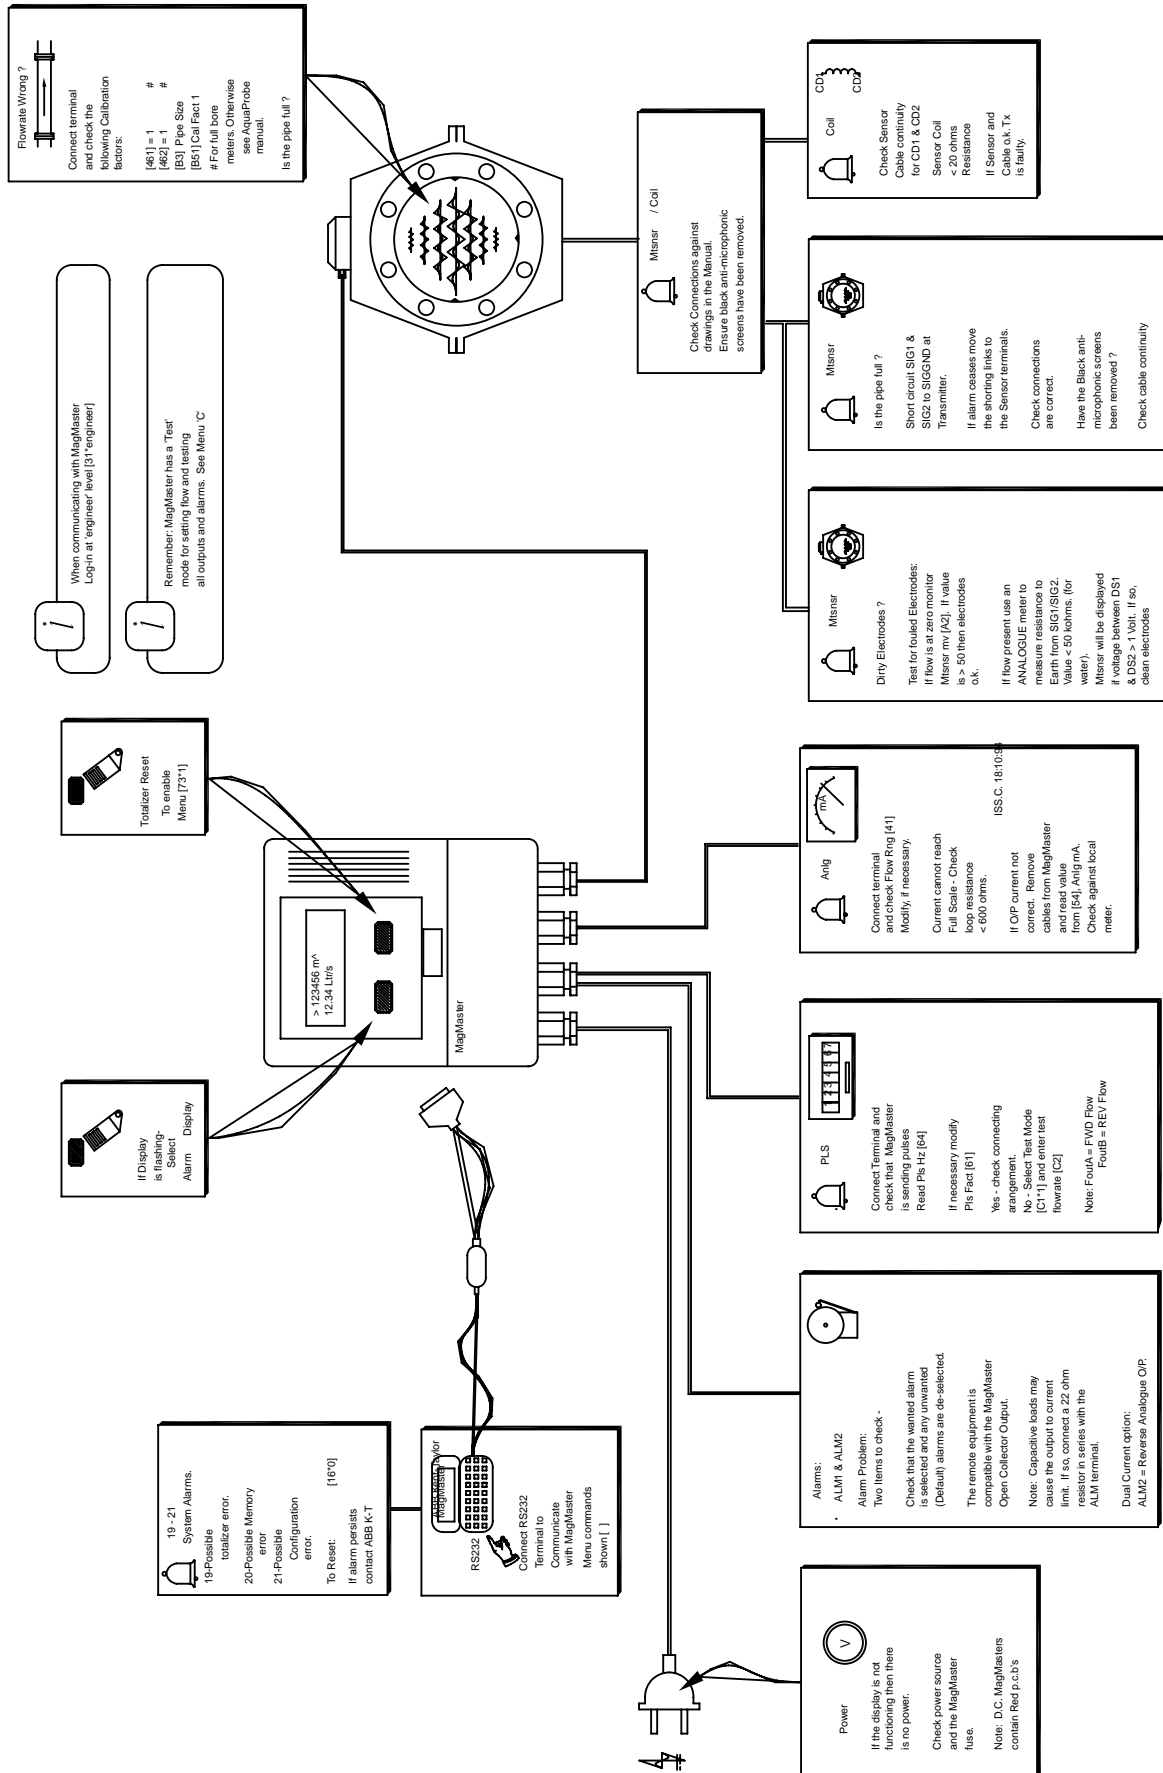 Flowrate Wrong ?
Connect terminal
and check the
following Calibration
factors:
[461] = 1 #
[462] = 1 #
[B3] Pipe Size
[B51] Cal Fact 1
# For full bore
meters. Otherwise
see AquaProbe
manual.
Is the pipe full ?
i
When communicating with MagMaster
Log-in at 'engineer' level [31*engineer]
i
Remember: MagMaster has a 'Test'
mode for setting flow and testing
all outputs and alarms. See Menu 'C'
Totalizer Reset
To enable
Menu [73*1]
If Display
is flashing-
Select
Alarm Display
> 123456 m^
12.34 Ltr/s
MagMaster
19 - 21
System Alarms.
19-Possible
totalizer error.
20-Possible Memory
error
21-Possible
Configuration
error.
To Reset: [16*0]
If alarm persists
contact ABB K-T
ABB Kent-Taylor
MagMaster
RS232
Connect RS232
Terminal to
Communicate
with MagMaster
Menu commands
shown [ ]
Mtsnsr / Coil
Check Connections against
drawings in the Manual.
Ensure black anti-microphonic
screens have been removed.
Coil
CD1
CD2
Check Sensor
Cable continuity
for CD1 & CD2
Sensor Coil
< 20 ohms
Resistance
If Sensor and
Cable o.k. Tx
is faulty.
Mtsnsr
Is the pipe full ?
Short circuit SIG1 &
SIG2 to SIGGND at
Transmitter.
If alarm ceases move
the shorting links to
the Sensor terminals.
Check connections
are correct.
Have the Black anti-
microphonic screens
been removed ?
Check cable continuity
Mtsnsr
Dirty Electrodes ?
Test for fouled Electrodes:
If flow is at zero monitor
Mtsnsr mv [A2]. If value
is > 50 then electrodes
o.k.
If flow present use an
ANALOGUE meter to
measure resistance to
Earth from SIG1/SIG2.
Value < 50 kohms. (for
water).
Mtsnsr will be displayed
if voltage between DS1
& DS2 > 1 Volt. If so,
clean electrodes
Anlg
mA
Connect terminal
and check Flow Rng [41]
Modify, if necessary.
Current cannot reach
Full Scale - Check
loop resistance
< 600 ohms.
If O/P current not
correct. Remove
cables from MagMaster
and read value
from [54], Anlg mA.
Check against local
meter.
ISS.C. 18:10:94
PLS
1 2 3 4 5 6 7
Connect Terminal and
check that MagMaster
is sending pulses
Read Pls Hz [64]
If necessary modify
Pls Fact [61]
Yes - check connecting
arangement.
No - Select Test Mode
[C1*1] and enter test
flowrate [C2]
Note: FoutA = FWD Flow
FoutB = REV Flow
Alarms:
ALM1 & ALM2
Alarm Problem:
Two Items to check -
Check that the wanted alarm
is selected and any unwanted
(Default) alarms are de-selected.
The remote equipment is
compatible with the MagMaster
Open Collector Output.
Note: Capacitive loads may
cause the output to current
limit. If so, connect a 22 ohm
resistor in series with the
ALM terminal.
Dual Current option:
ALM2 = Reverse Analogue O/P.
Power
V
If the display is not
functioning then there
is no power.
Check power source
and the MagMaster
fuse.
Note: D.C. MagMasters
contain Red p.c.b's